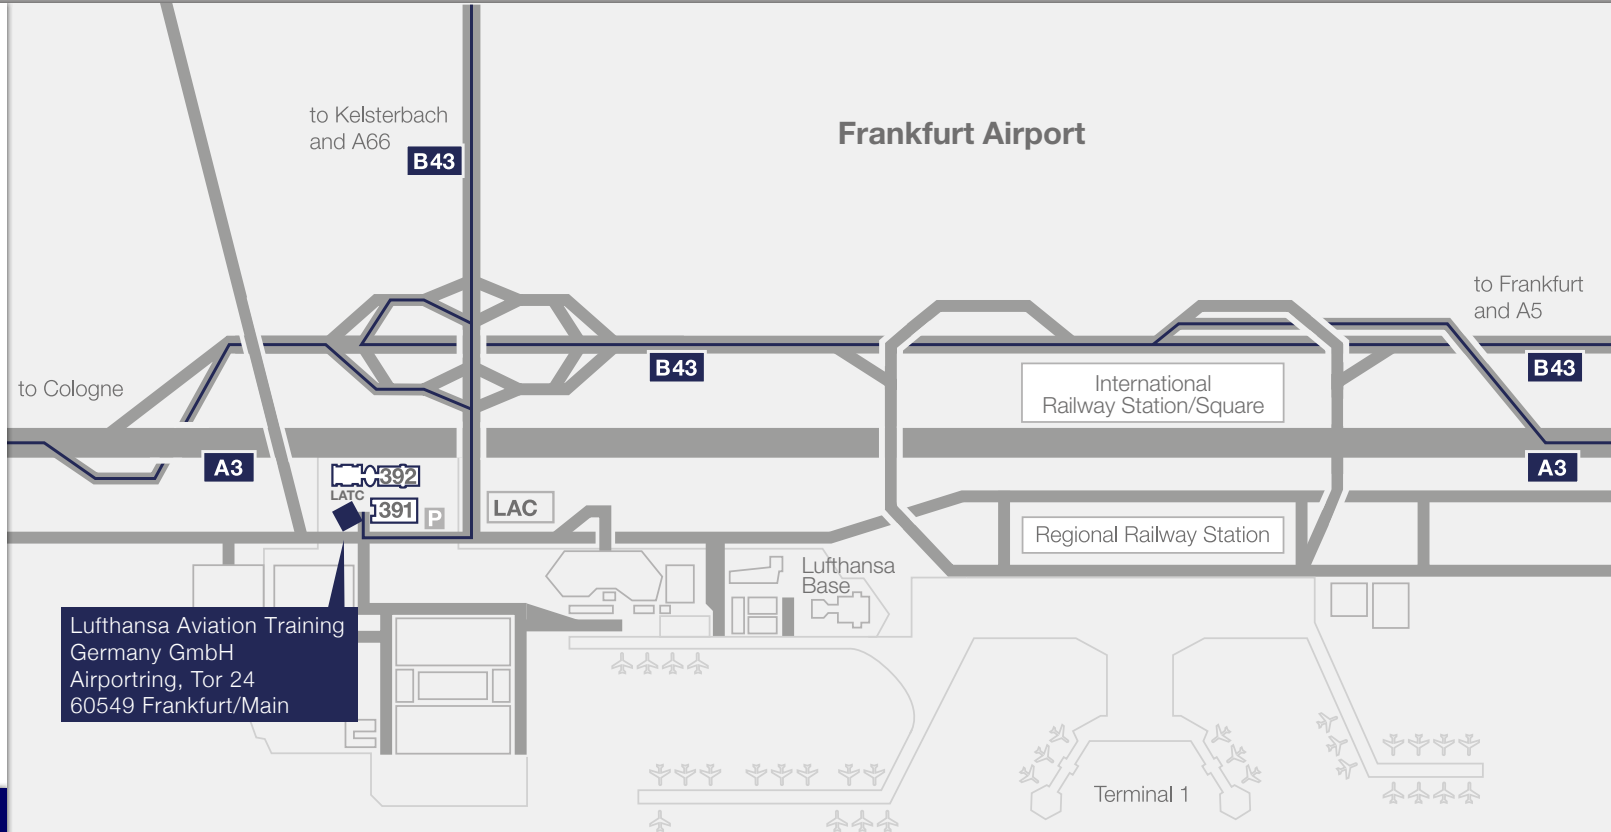 to Kelsterbach
and A66
B43
Frankfurt Airport
to Frankfurt
and A5
B43
B43
to Cologne
International
Railway Station/Square
A3
A3
392
LATC
391
P
LAC
Regional Railway Station
Lufthansa
Base
Lufthansa Aviation Training
Germany GmbH
Airportring, Tor 24
60549 Frankfurt/Main
Terminal 1